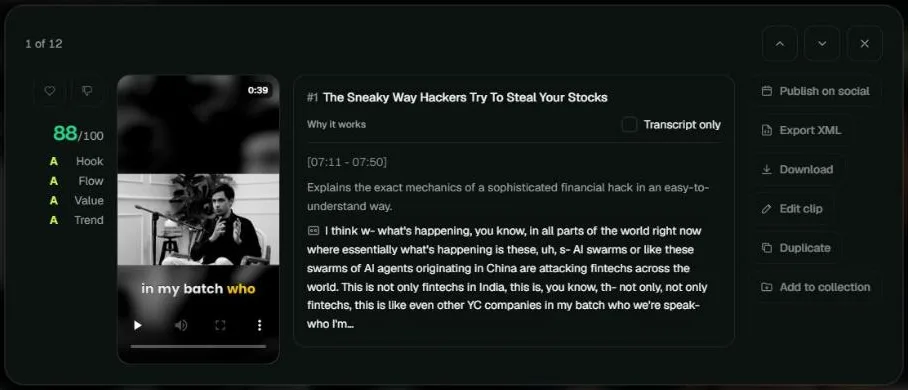 1 of 12
0:39
88/100
A Hook
A Flow
A Value
A Trend
in my batch who
#1 The Sneaky Way Hackers Try To Steal Your Stocks
Why it works
Transcript only
[07:11 - 07:50]
Explains the exact mechanics of a sophisticated financial hack in an easy-to-
understand way.
I think w- what's happening, you know, in all parts of the world right now
where essentially what's happening is these, uh, s- AI swarms or like these
swarms of AI agents originating in China are attacking fintechs across the
world. This is not only fintechs in India, this is, you know, th- not only, not only
fintechs, this is like even other YC companies in my batch who we're speak-
who I'm...
Publish on social
Export XML
Download
Edit clip
Duplicate
Add to collection